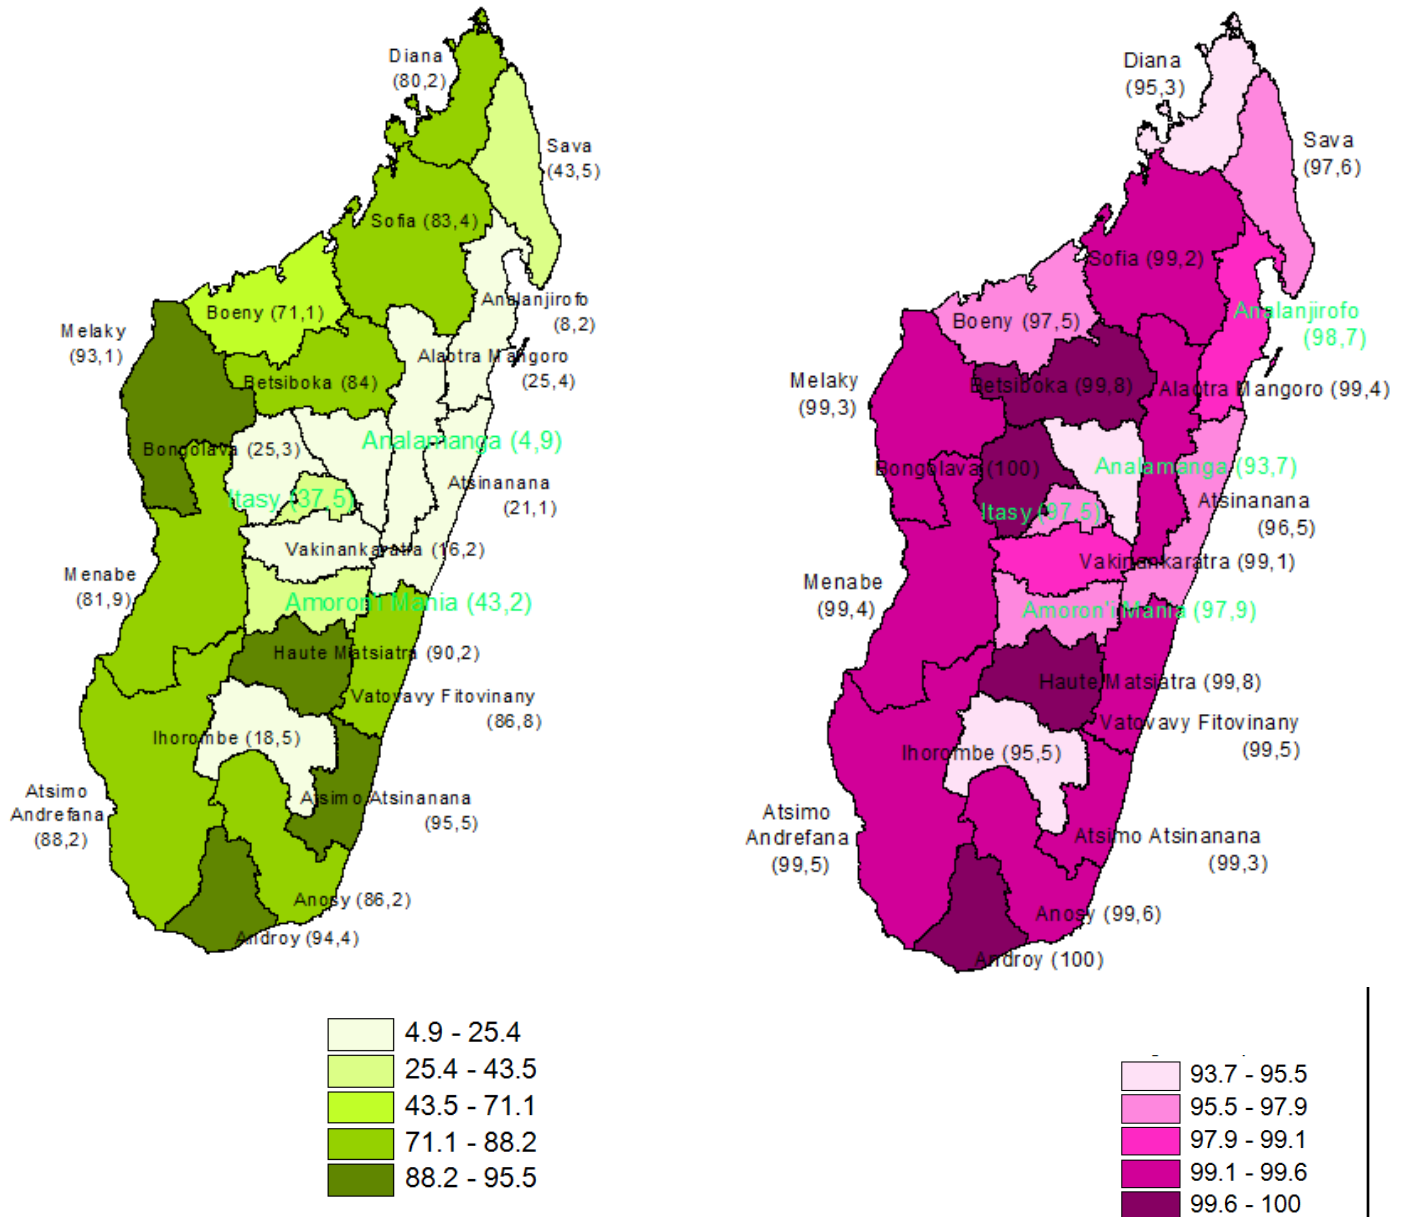 Diana
(80,2)
Sava
(43,5)
Sofia (83,4)
Analanjirofo
(8,2)
Boeny (71,1)
Melaky
(93,1)
Alaotra Mangoro
(25,4)
Betsiboka (84)
Analamanga (4,9)
Bongolava (25,3)
Atsinanana
(21,1)
Itasy (37,5)
Vakinankaratra (16,2)
Menabe
(81,9)
Amoron'i Mania (43,2)
Haute Matsiatra (90,2)
Vatovavy Fitovinany
(86,8)
Ihorombe (18,5)
Atsimo
Andrefana
(88,2)
Atsimo Atsinanana
(95,5)
Anosy (86,2)
Androy (94,4)
4.9 - 25.4
25.4 - 43.5
43.5 - 71.1
71.1 - 88.2
88.2 - 95.5
Diana
(95,3)
Sava
(97,6)
Sofia (99,2)
Analanjirofo
(98,7)
Boeny (97,5)
Melaky
(99,3)
Betsiboka (99,8)
Alaotra Mangoro (99,4)
Bongolava (100)
Analamanga (93,7)
Atsinanana
(96,5)
Itasy (97,5)
Vakinankaratra (99,1)
Menabe
(99,4)
Amoron'i Mania (97,9)
Haute Matsiatra (99,8)
Vatovavy Fitovinany
(99,5)
Ihorombe (95,5)
Atsimo
Andrefana
(99,5)
Atsimo Atsinanana
(99,3)
Anosy (99,6)
Androy (100)
93.7 - 95.5
95.5 - 97.9
97.9 - 99.1
99.1 - 99.6
99.6 - 100